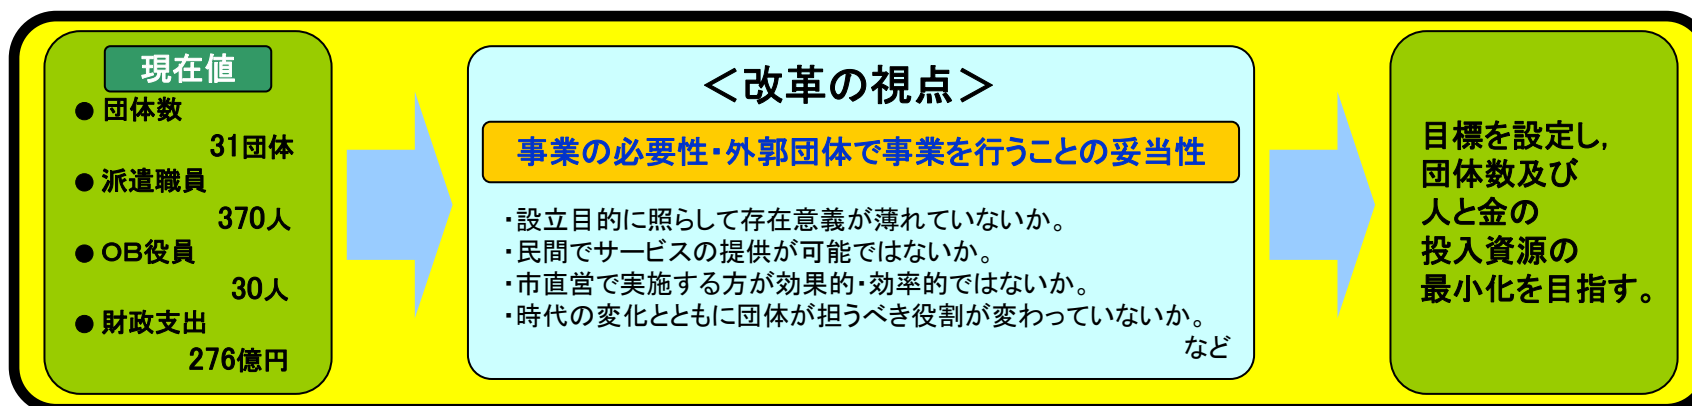 現在値
● 団体数
31団体
● 派遣職員
370人
● OB役員
30人
● 財政支出
276億円
＜改革の視点＞
事業の必要性・外郭団体で事業を行うことの妥当性
・設立目的に照らして存在意義が薄れていないか。
・民間でサービスの提供が可能ではないか。
・市直営で実施する方が効果的・効率的ではないか。
・時代の変化とともに団体が担うべき役割が変わっていないか。
など
目標を設定し，
団体数及び
人と金の
投入資源の
最小化を目指す。